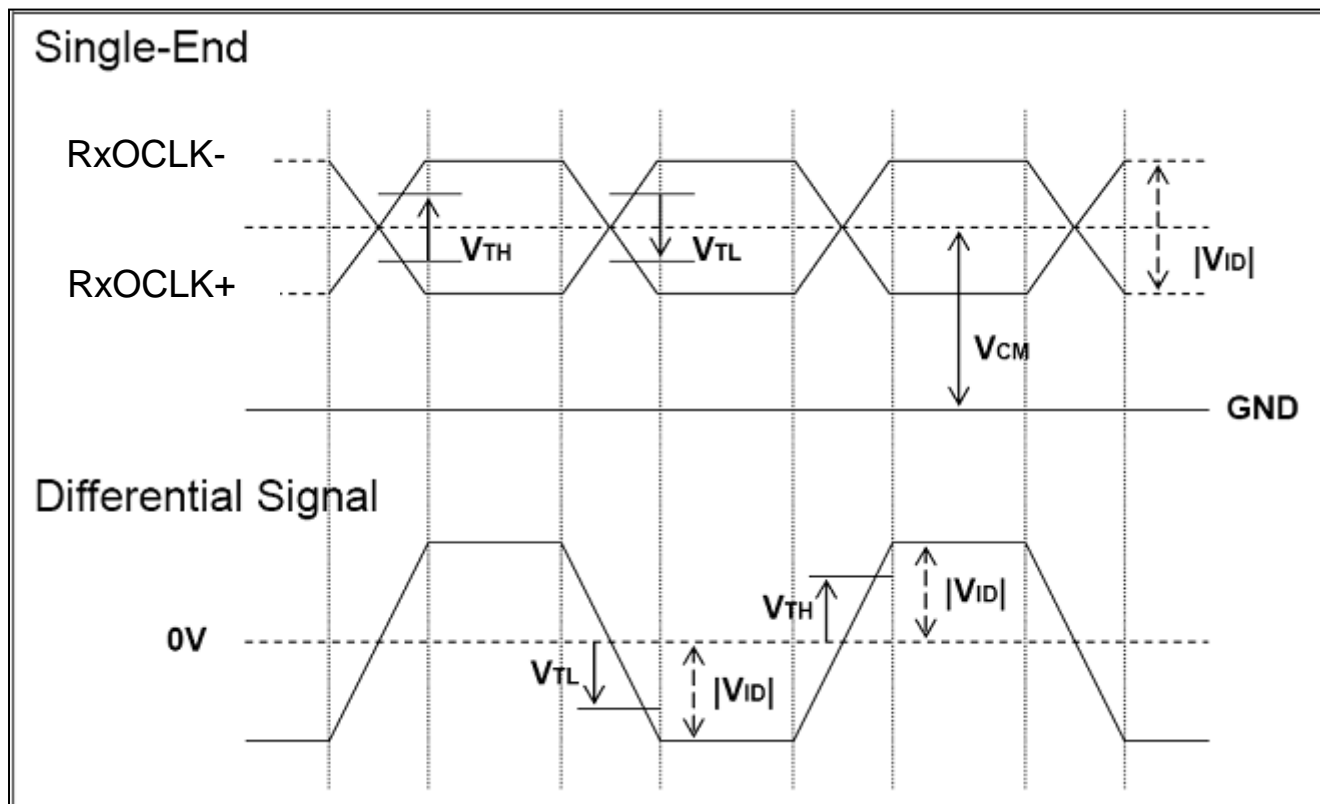 Single-End
RxOCLK-
VTH
VTL
|VID|
RxOCLK+
VCM
GND
Differential Signal
VTH
|VID|
0V
VTL
|VID|